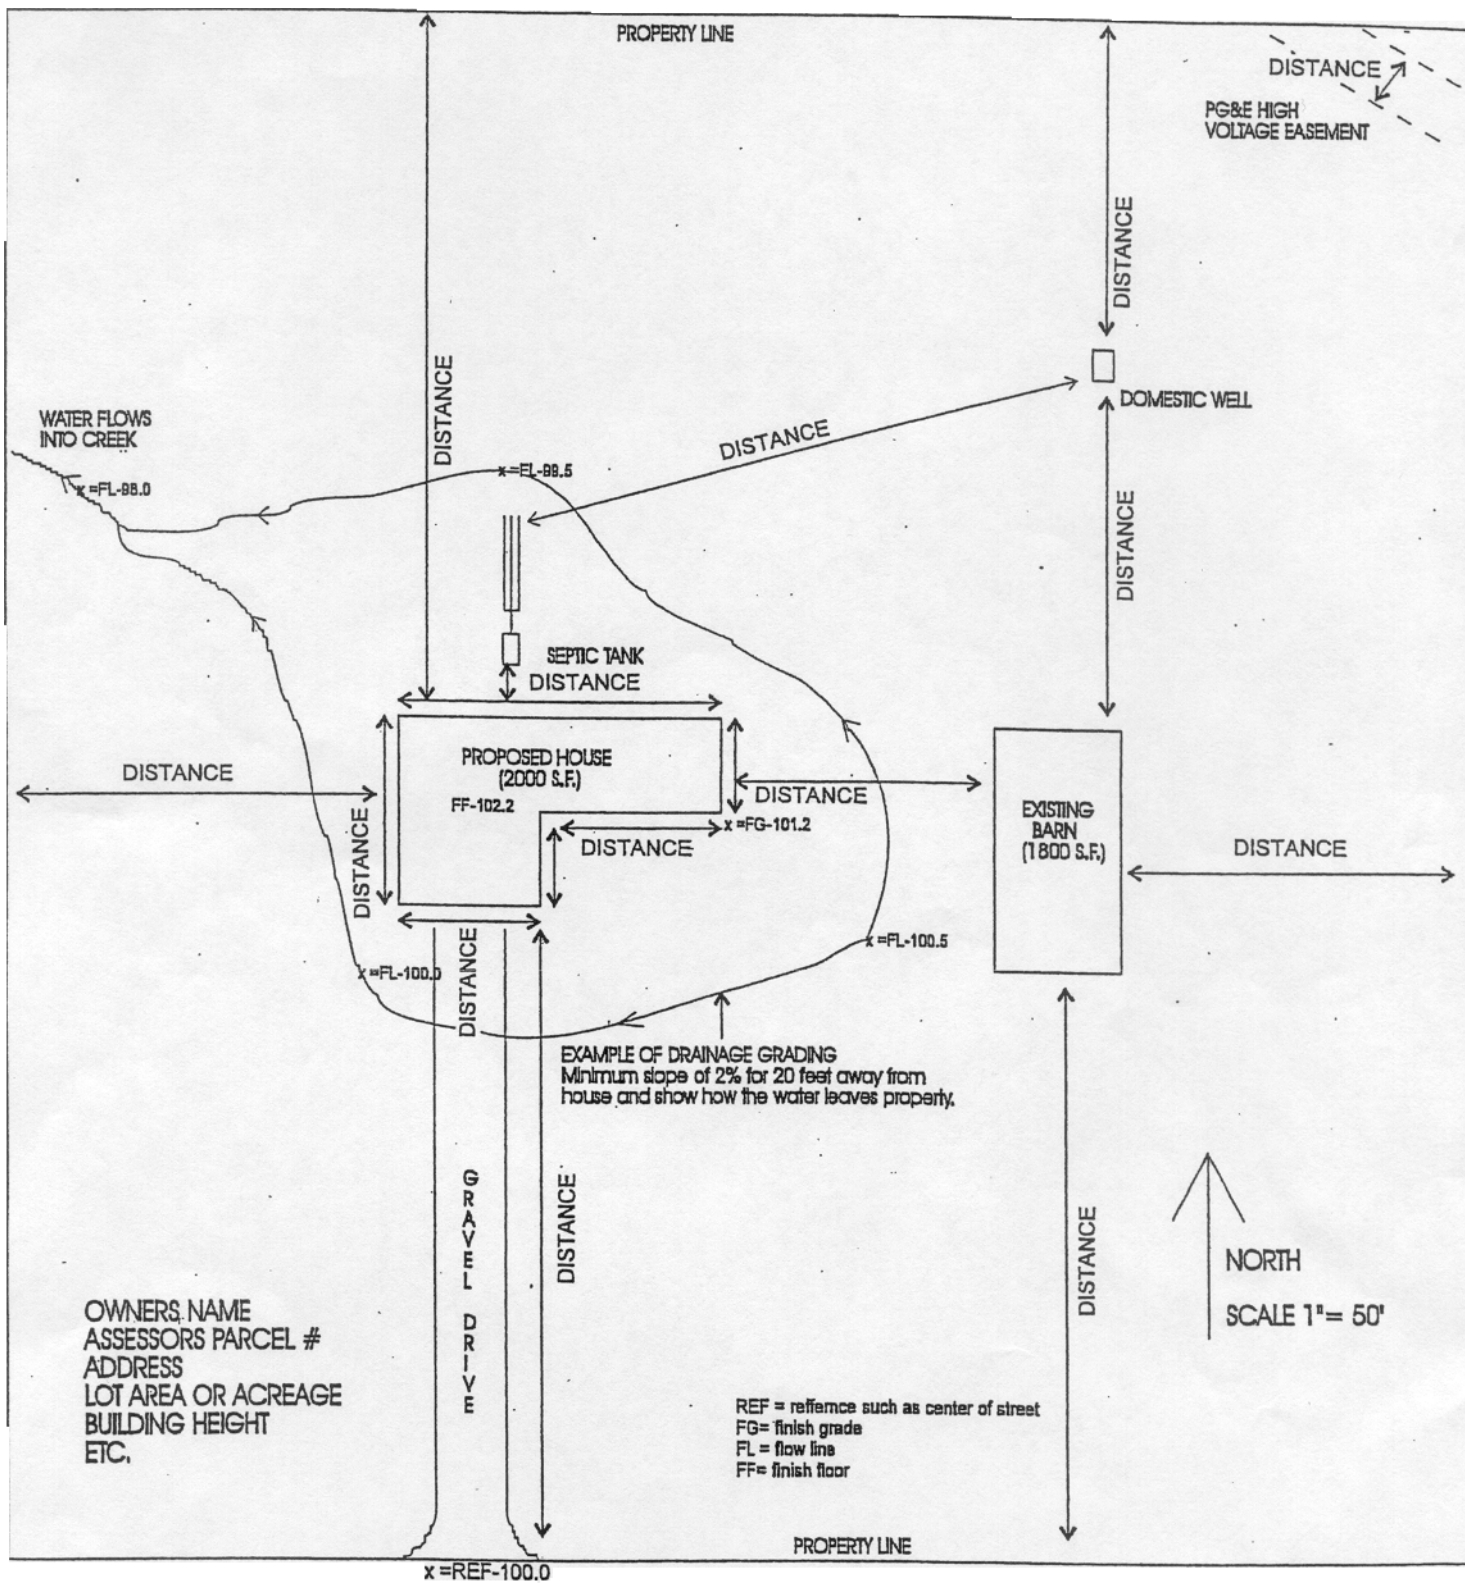 PROPERTY LINE
DISTANCE
PG&E HIGH
VOLTAGE EASEMENT
DISTANCE
DOMESTIC WELL
DISTANCE
DISTANCE
WATER FLOWS
INTO CREEK
x =FL-98.0
x =FL-99.5
DISTANCE
SEPTIC TANK
DISTANCE
PROPOSED HOUSE
(2000 S.F.)
FF-102.2
DISTANCE
DISTANCE
DISTANCE
x =FG-101.2
DISTANCE
EXISTING
BARN
(1800 S.F.)
DISTANCE
x =FL-100.5
x =FL-100.0
DISTANCE
EXAMPLE OF DRAINAGE GRADING
Minimum slope of 2% for 20 feet away from
house and show how the water leaves property.
GRAVEL DRIVE
DISTANCE
DISTANCE
NORTH
SCALE 1"= 50'
OWNERS NAME
ASSESSORS PARCEL #
ADDRESS
LOT AREA OR ACREAGE
BUILDING HEIGHT
ETC.
REF = reffernce such as center of street
FG= finish grade
FL = flow line
FF= finish floor
PROPERTY LINE
x =REF-100.0